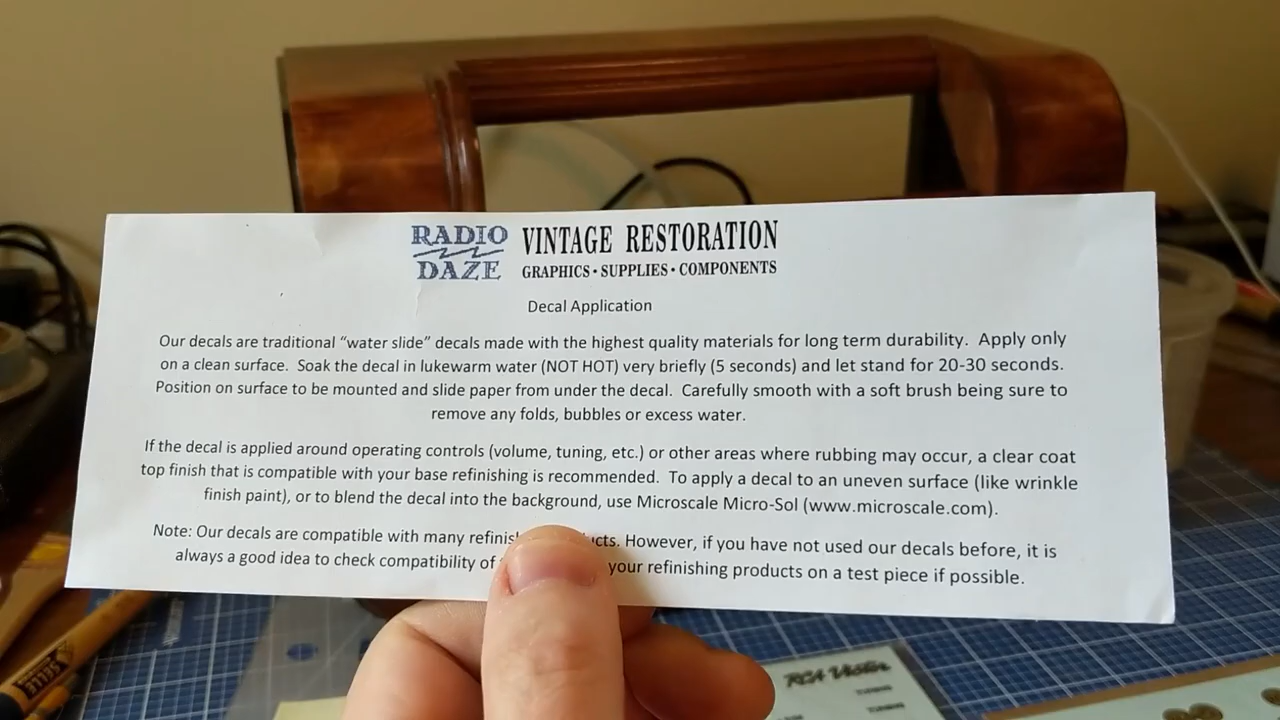 RADIO DAZE
VINTAGE RESTORATION
GRAPHICS • SUPPLIES • COMPONENTS
Decal Application
Our decals are traditional “water slide” decals made with the highest quality materials for long term durability.  Apply only
on a clean surface.  Soak the decal in lukewarm water (NOT HOT) very briefly (5 seconds) and let stand for 20-30 seconds.
Position on surface to be mounted and slide paper from under the decal.  Carefully smooth with a soft brush being sure to
remove any folds, bubbles or excess water.
If the decal is applied around operating controls (volume, tuning, etc.) or other areas where rubbing may occur, a clear coat
top finish that is compatible with your base refinishing is recommended.  To apply a decal to an uneven surface (like wrinkle
finish paint), or to blend the decal into the background, use Microscale Micro-Sol (www.microscale.com).
Note: Our decals are compatible with many However, if you have not used our decals before, it is
always a good idea to check compatibility of your refinishing products on a test piece if possible.
RCA Victor